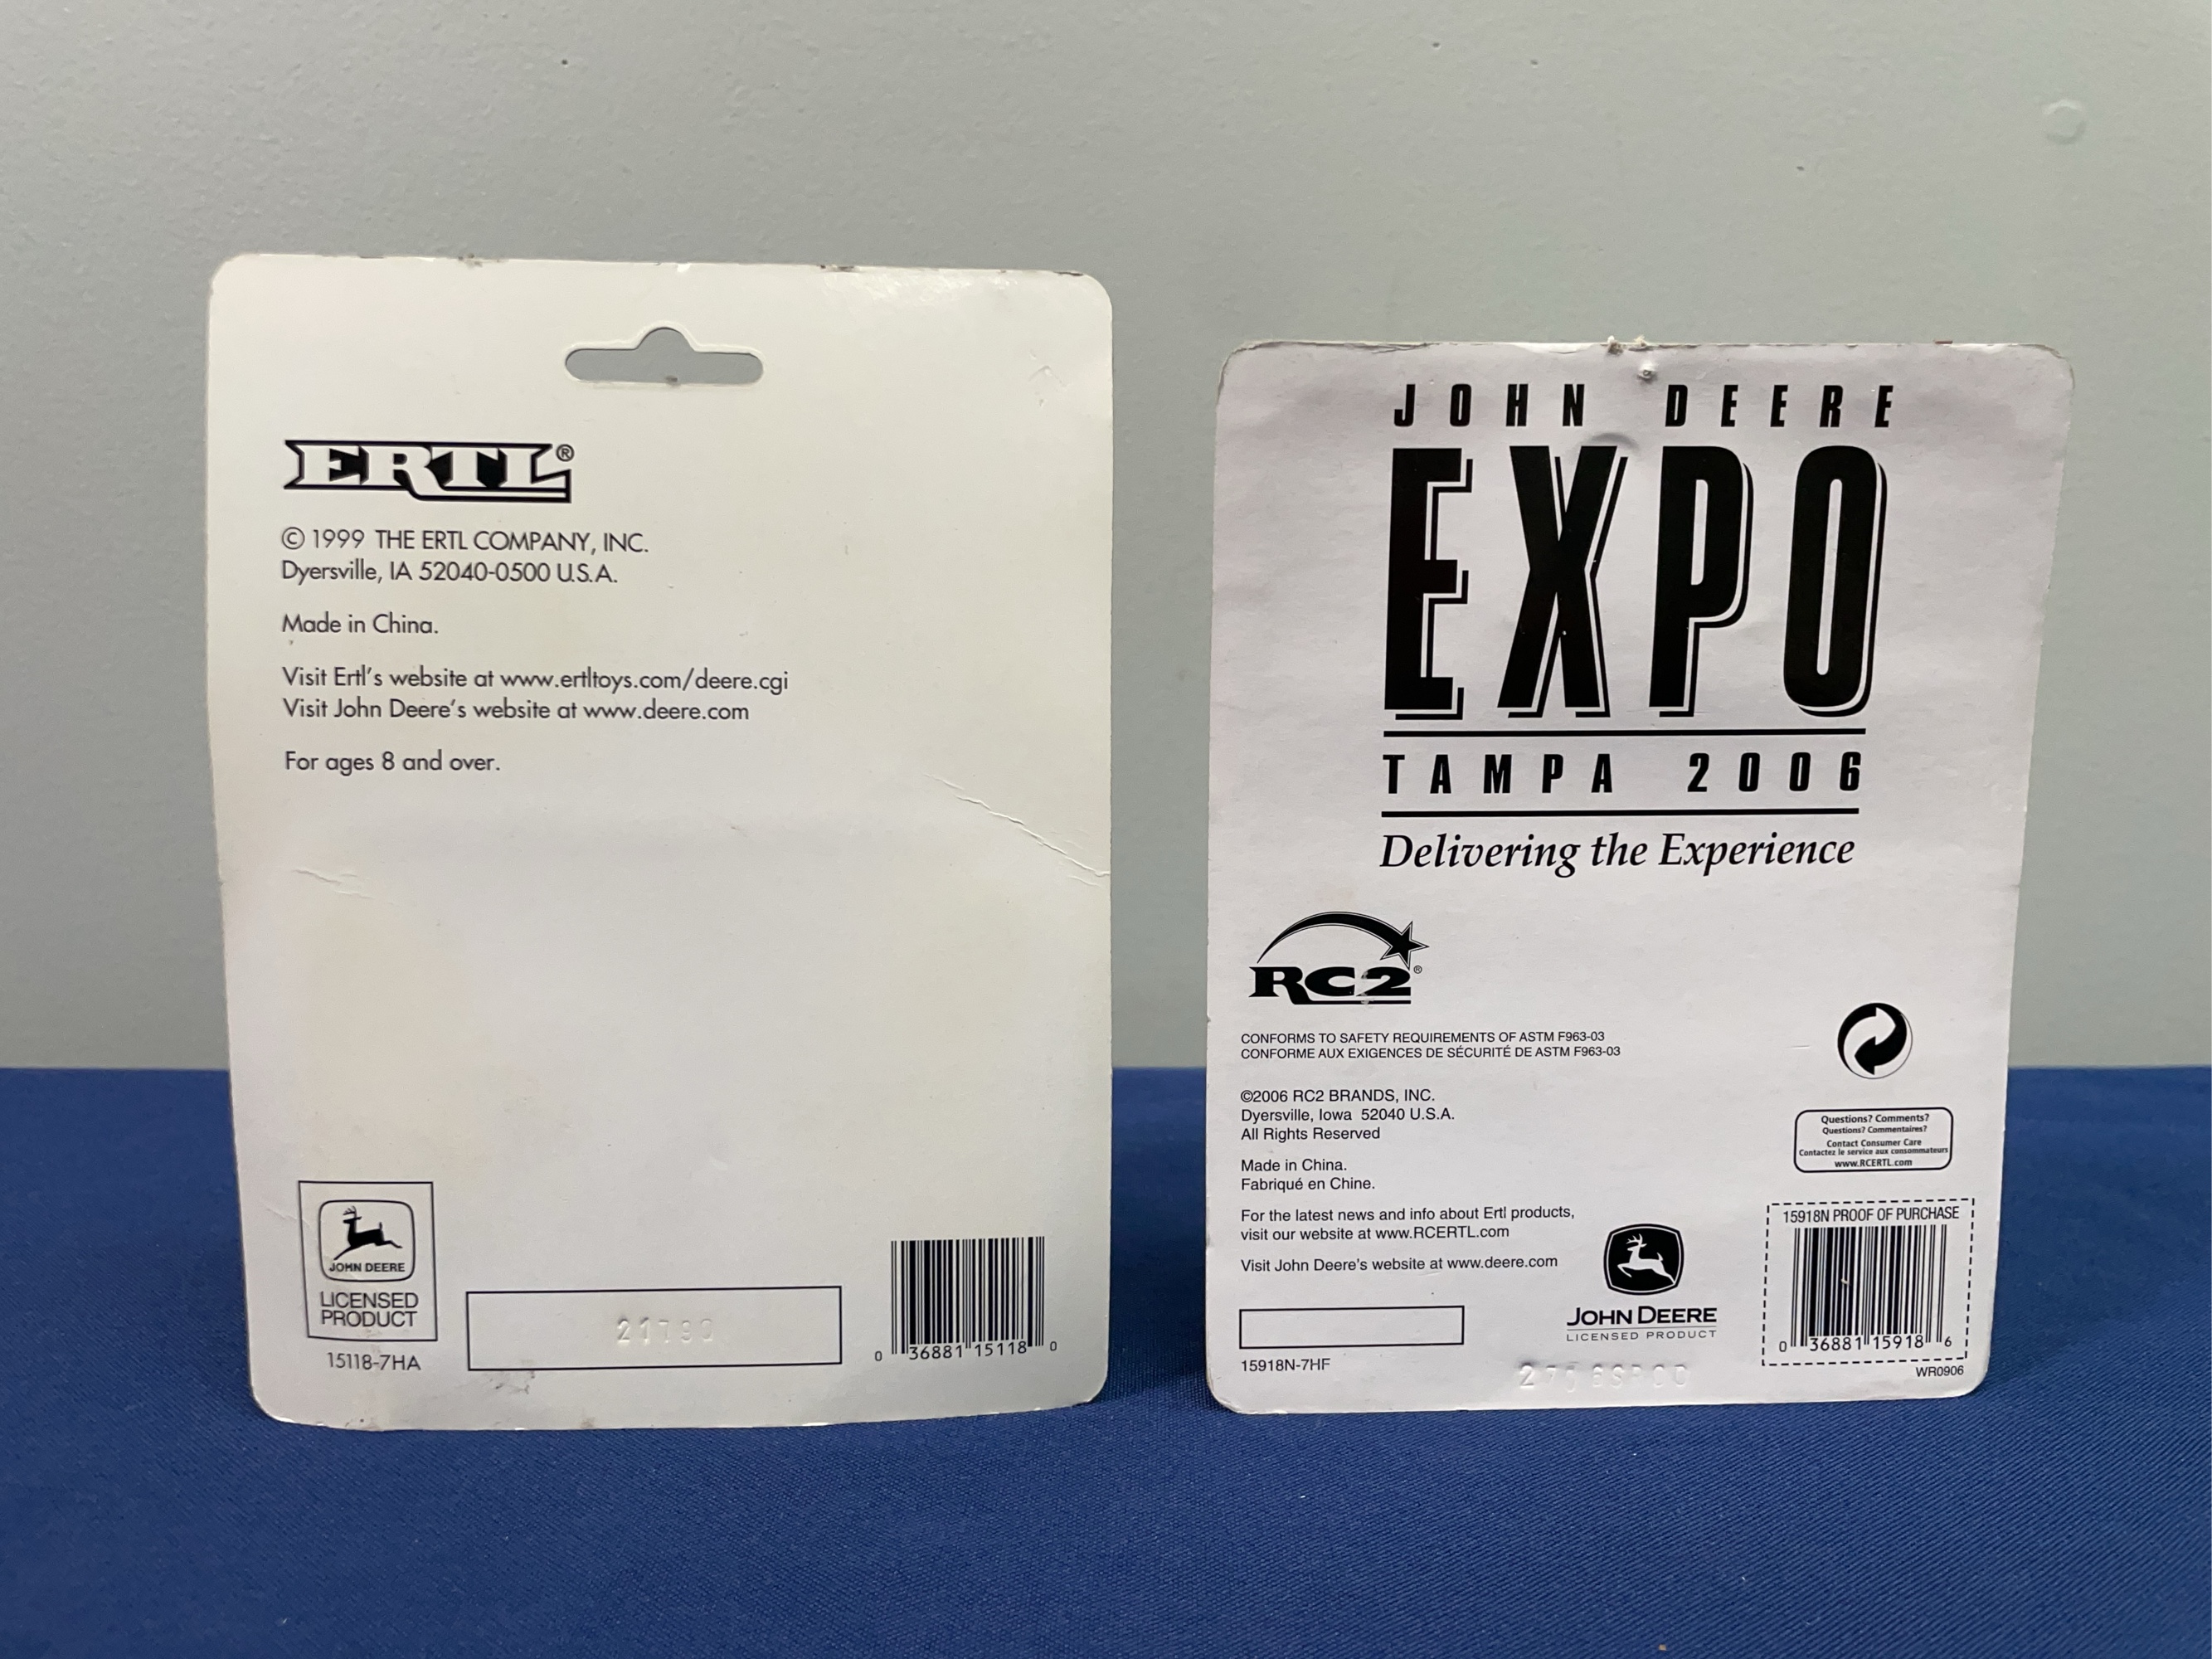 ERTL®
© 1999 THE ERTL COMPANY, INC.
Dyersville, IA 52040-0500 U.S.A.
Made in China.
Visit Ertl's website at www.ertltoys.com/deere.cgi
Visit John Deere's website at www.deere.com
For ages 8 and over.
JOHN DEERE
LICENSED
PRODUCT
15118-7HA
0 36881 15118 0
JOHN DEERE
EXPO
TAMPA 2006
Delivering the Experience
RC2®
CONFORMS TO SAFETY REQUIREMENTS OF ASTM F963-03
CONFORME AUX EXIGENCES DE SÉCURITÉ DE ASTM F963-03
©2006 RC2 BRANDS, INC.
Dyersville, Iowa 52040 U.S.A.
All Rights Reserved
Made in China.
Fabriqué en Chine.
For the latest news and info about Ertl products,
visit our website at www.RCERTL.com
Visit John Deere's website at www.deere.com
15918N-7HF
JOHN DEERE
LICENSED PRODUCT
Questions? Comments?
Questions? Commentaires?
Contact Consumer Care
Contactez le service aux consommateurs
www.RCERTL.com
15918N PROOF OF PURCHASE
0 36881 15918 6
WR0906